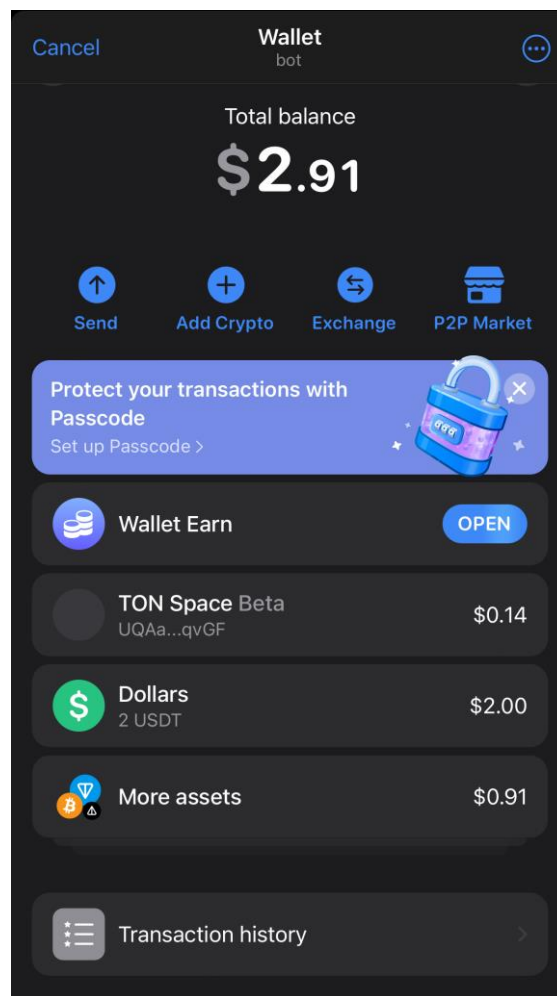 Cancel
Wallet
bot
Total balance
$2.91
Send
Add Crypto
Exchange
P2P Market
Protect your transactions with
Passcode
Set up Passcode >
Wallet Earn
OPEN
TON Space Beta
UQAa...qvGF
$0.14
Dollars
2 USDT
$2.00
More assets
$0.91
Transaction history